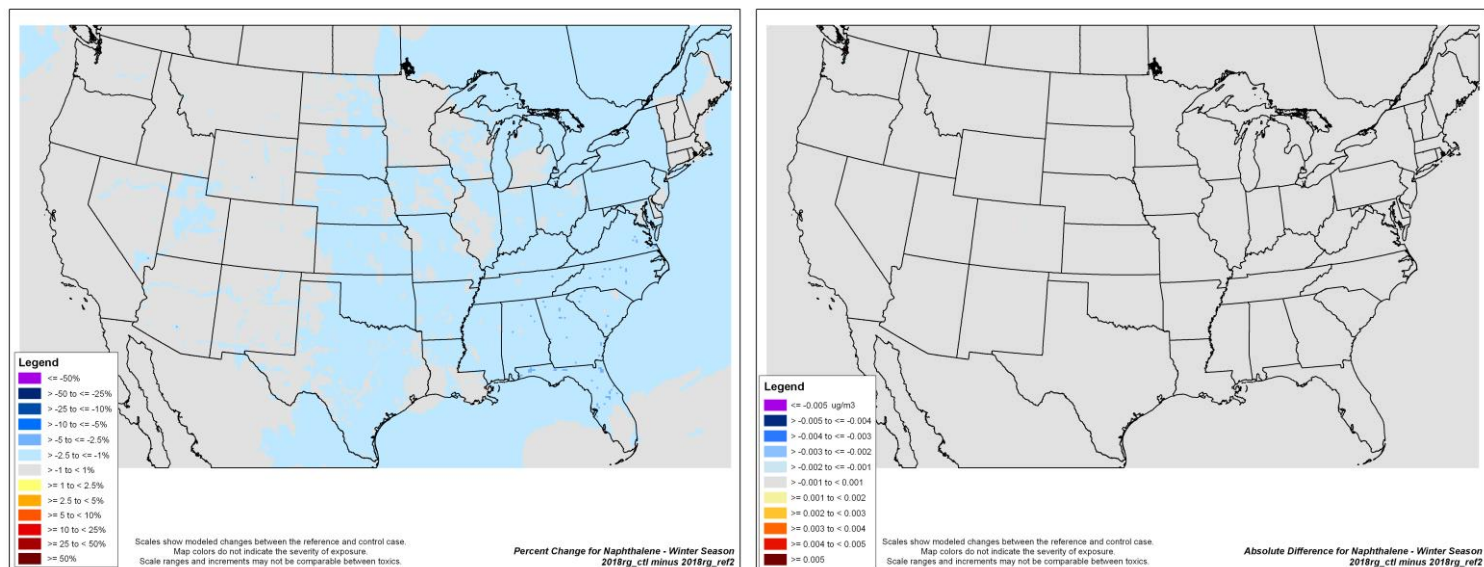 Legend
<= -50%
> -50 to <= -25%
> -25 to <= -10%
> -10 to <= -5%
> -5 to <= -2.5%
> -2.5 to <= -1%
> -1 to < 1%
>= 1 to < 2.5%
>= 2.5 to < 5%
>= 5 to < 10%
>= 10 to < 25%
>= 25 to < 50%
>= 50%
Scales show modeled changes between the reference and control case.
Map colors do not indicate the severity of exposure.
Scale ranges and increments may not be comparable between toxics.
Percent Change for Naphthalene - Winter Season
2018rg_ctl minus 2018rg_ref2
Legend
<= -0.005 ug/m3
> -0.005 to <= -0.004
> -0.004 to <= -0.003
> -0.003 to <= -0.002
> -0.002 to <= -0.001
> -0.001 to < 0.001
>= 0.001 to < 0.002
>= 0.002 to < 0.003
>= 0.003 to < 0.004
>= 0.004 to < 0.005
>= 0.005
Scales show modeled changes between the reference and control case.
Map colors do not indicate the severity of exposure.
Scale ranges and increments may not be comparable between toxics.
Absolute Difference for Naphthalene - Winter Season
2018rg_ctl minus 2018rg_ref2